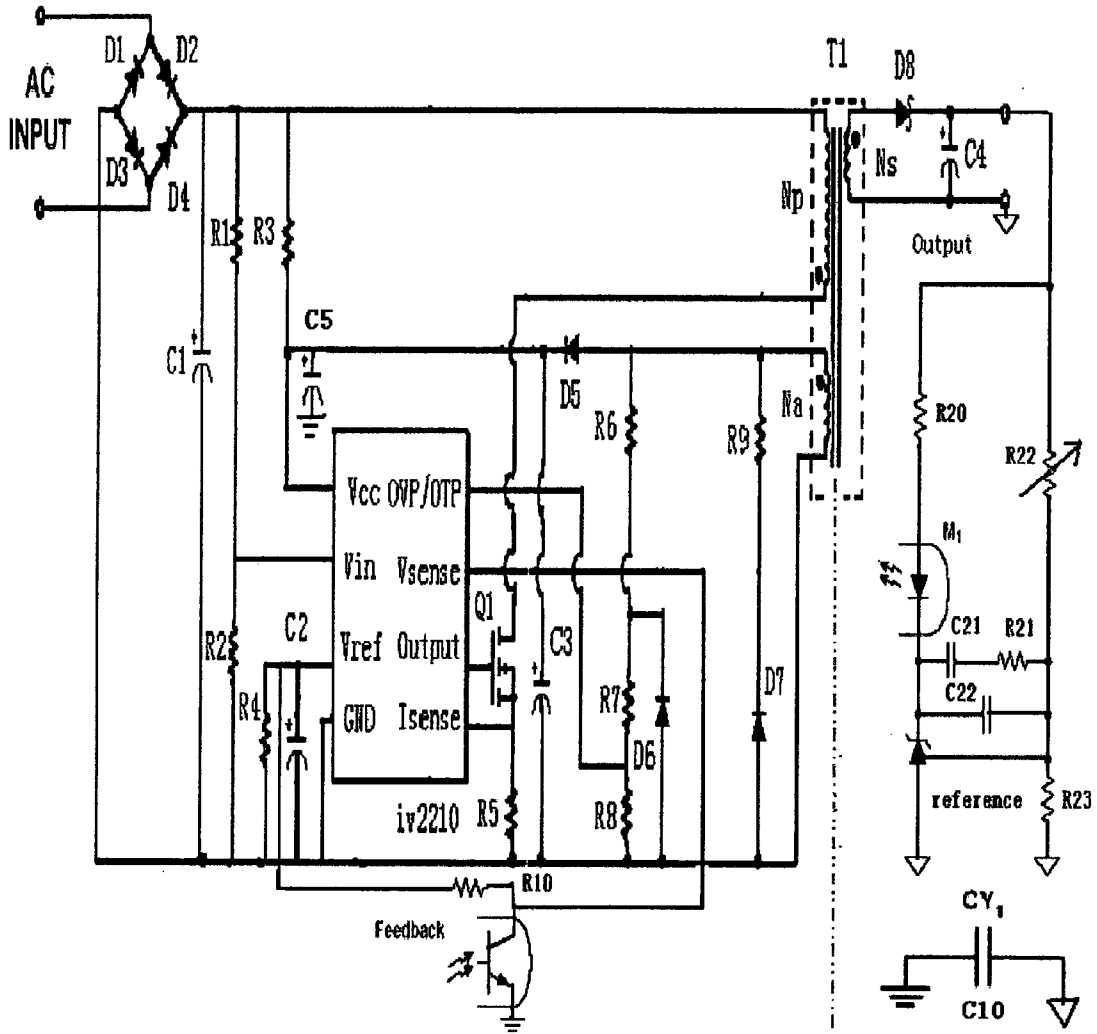 T1
D8
D1
D2
AC
INPUT
D3
D4
R1
R3
Np
Ns
C4
Output
C1
C5
D5
R6
R9
Na
R20
R22
Vcc
OVP/OTP
Vin
Vsense
M1
Q1
C2
R2
Vref
Output
C3
C21
R21
R4
GND
Isense
R7
D6
D7
C22
iv2210
R5
R8
reference
R23
R10
Feedback
CY1
C10